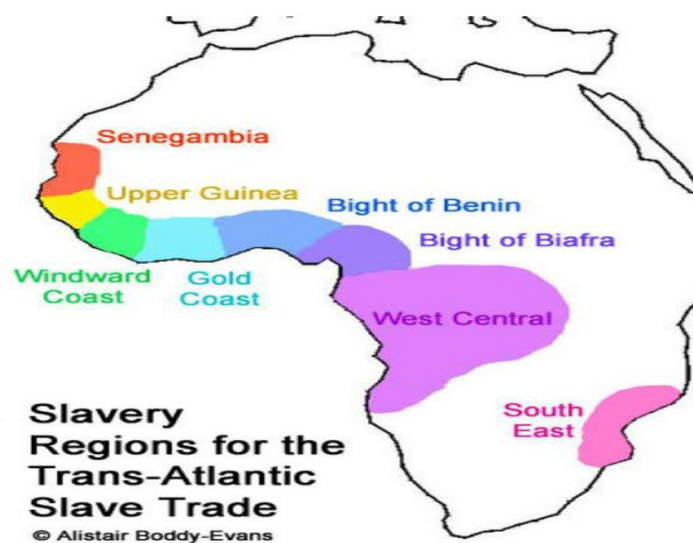 Senegambia
Upper Guinea
Bight of Benin
Bight of Biafra
Windward
Coast
Gold
Coast
West Central
South
East
Slavery
Regions for the
Trans-Atlantic
Slave Trade
© Alistair Boddy-Evans